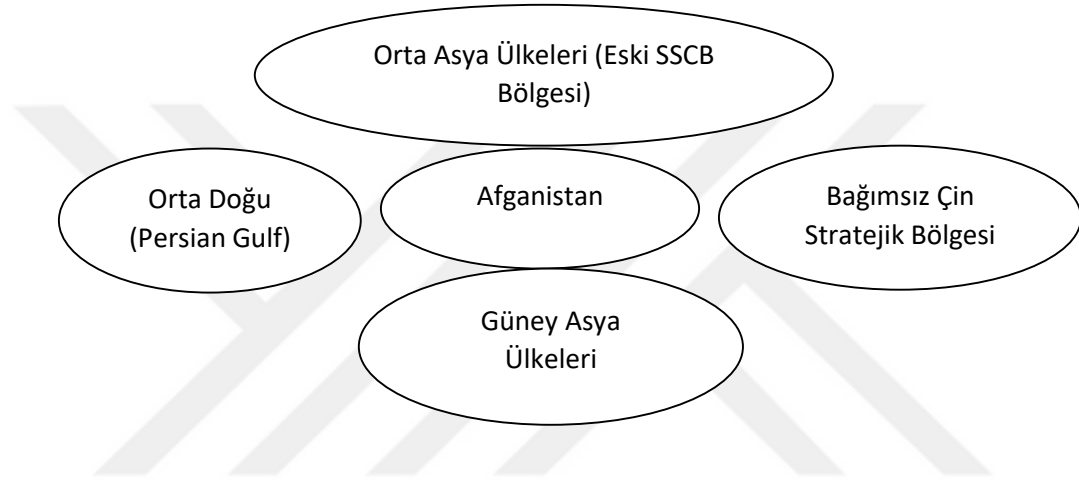 Orta Asya Ülkeleri (Eski SSCB
Bölgesi)
Orta Doğu
(Persian Gulf)
Afganistan
Bağımsız Çin
Stratejik Bölgesi
Güney Asya
Ülkeleri